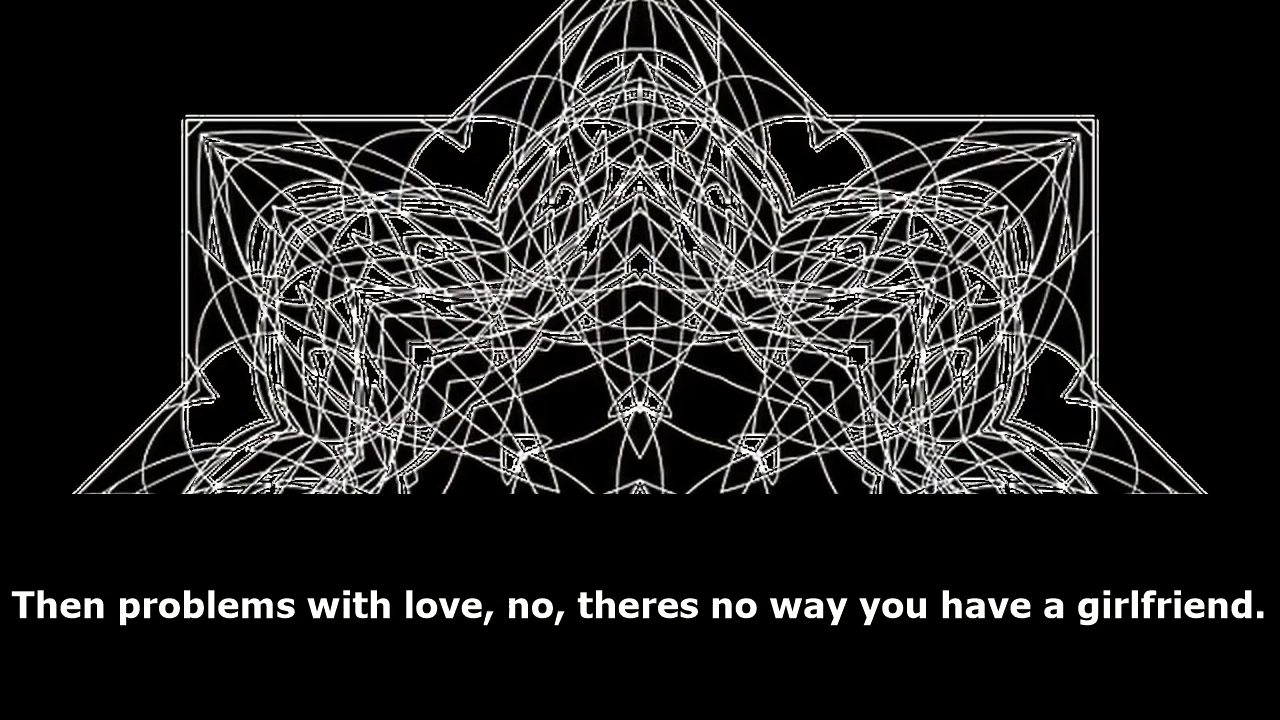 Then problems with love, no, theres no way you have a girlfriend.